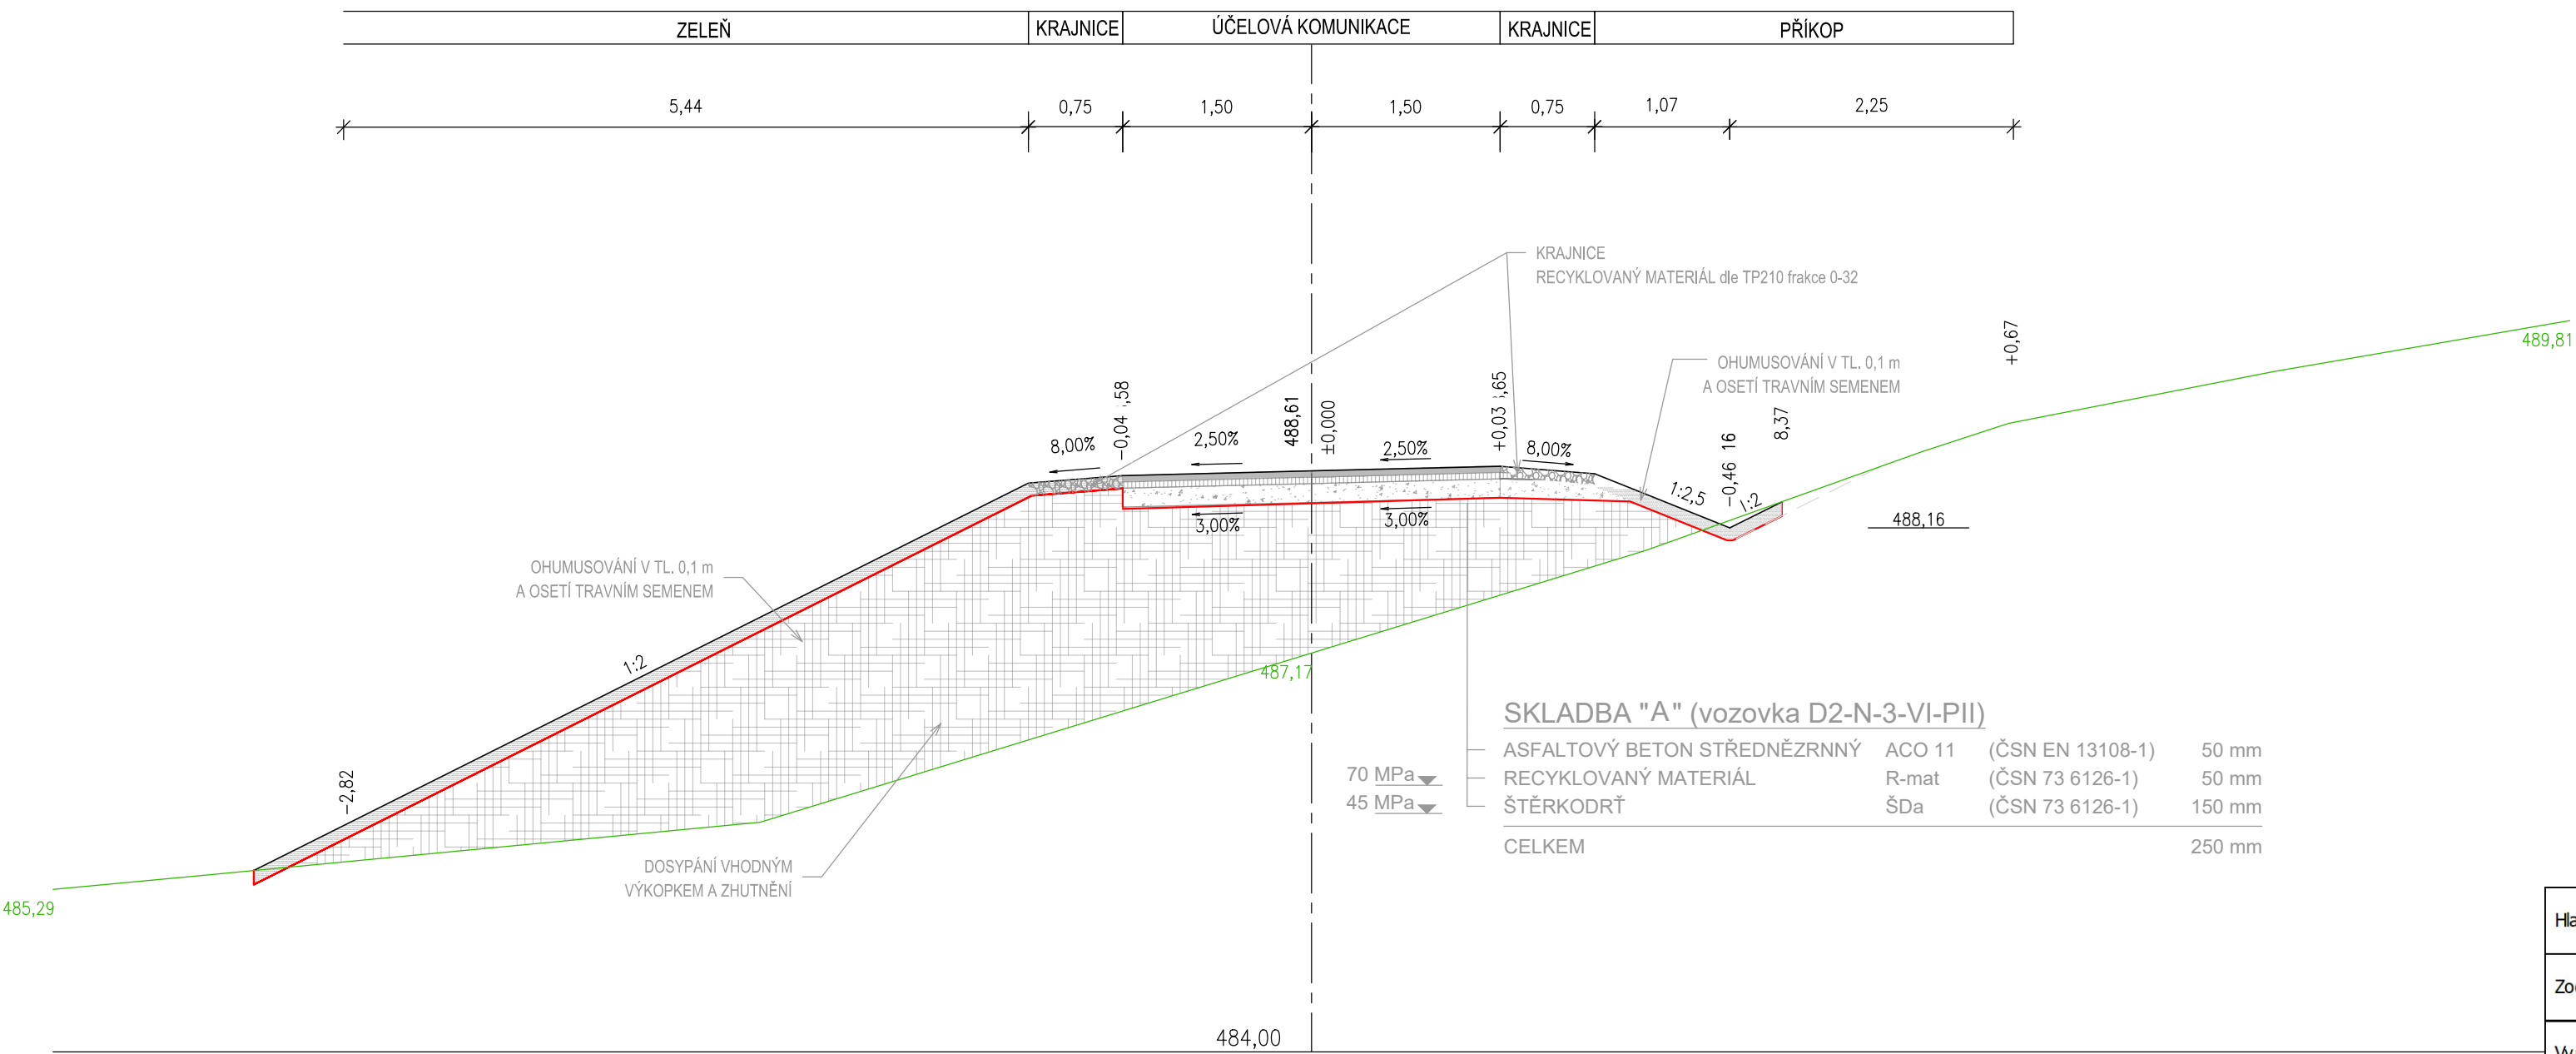 ZELEŇ KRAJNICE ÚČELOVÁ KOMUNIKACE KRAJNICE PŘÍKOP
5,44 0,75 1,50 1,50 0,75 1,07 2,25
KRAJNICE
RECYKLOVANÝ MATERIÁL dle TP210 frakce 0-32
+0,67
489,81
OHUMUSOVÁNÍ V TL. 0,1 m
A OSETÍ TRAVNÍM SEMENEM
8,00%
-0,04
,58
2,50%
488,61
±0,000
2,50%
+0,03
,65
8,00%
1:2,5
-0,46
16
1:2
8,37
3,00%
3,00%
488,16
OHUMUSOVÁNÍ V TL. 0,1 m
A OSETÍ TRAVNÍM SEMENEM
1:2
487,17
-2,82
SKLADBA "A" (vozovka D2-N-3-VI-PII)
ASFALTOVÝ BETON STŘEDNĚZRNNÝ ACO 11 (ČSN EN 13108-1) 50 mm
70 MPa
RECYKLOVANÝ MATERIÁL R-mat (ČSN 73 6126-1) 50 mm
45 MPa
ŠTĚRKODRŤ ŠDa (ČSN 73 6126-1) 150 mm
CELKEM 250 mm
DOSYPÁNÍ VHODNÝM
VÝKOPKEM A ZHUTNĚNÍ
485,29
484,00
Hla